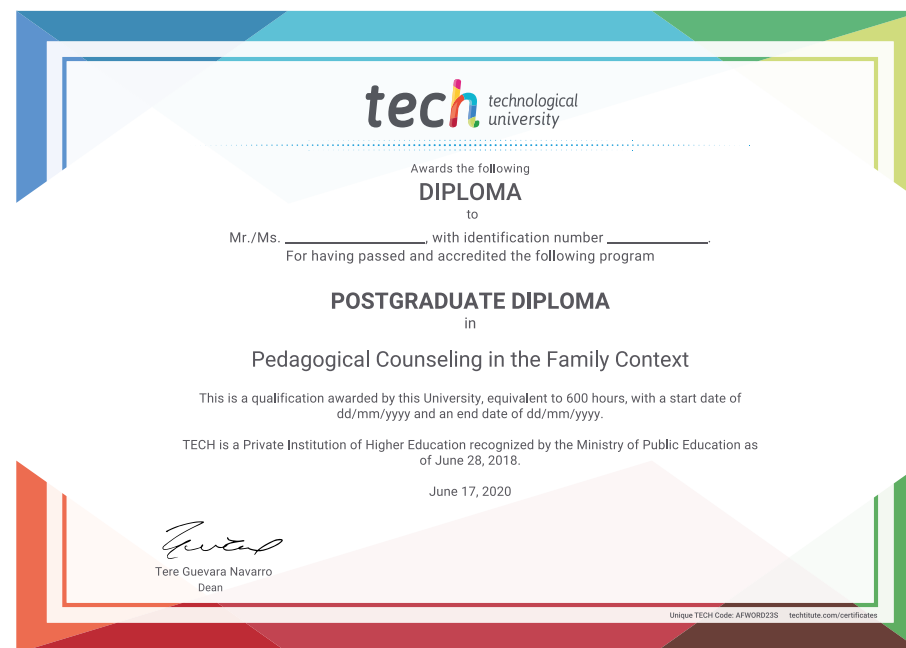 tech technological
university
Awards the following
DIPLOMA
to
Mr./Ms. ____________, with identification number ____________.
For having passed and accredited the following program
POSTGRADUATE DIPLOMA
in
Pedagogical Counseling in the Family Context
This is a qualification awarded by this University, equivalent to 600 hours, with a start date of
dd/mm/yyyy and an end date of dd/mm/yyyy.
TECH is a Private Institution of Higher Education recognized by the Ministry of Public Education as
of June 28, 2018.
June 17, 2020
Tere Guevara Navarro
Dean
Unique TECH Code: AFWORD23S techtitute.com/certificates